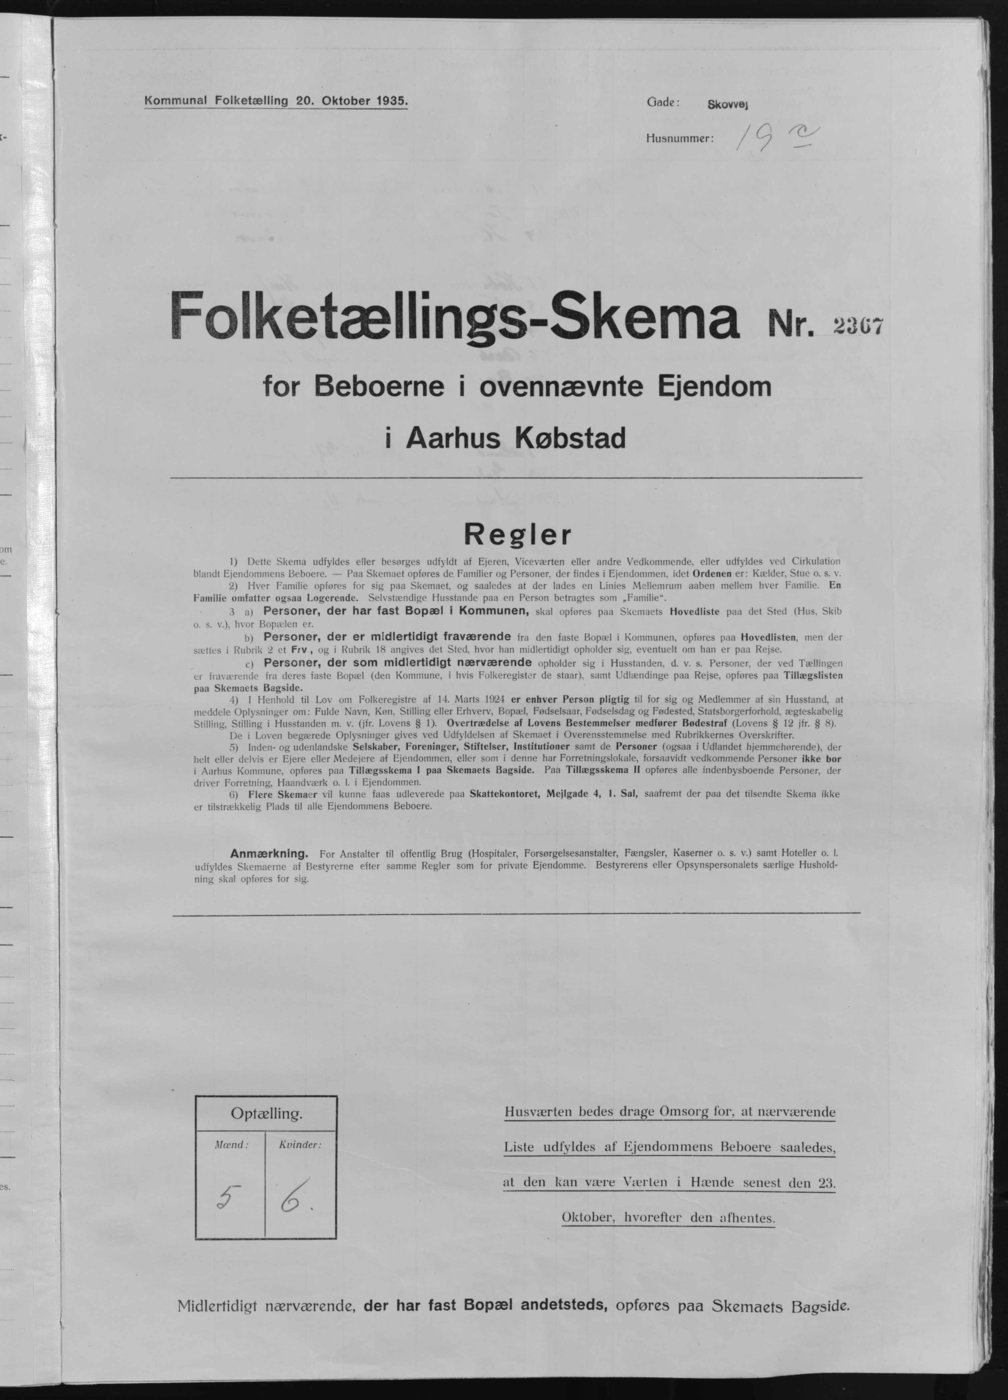 Kommunal Folketælling 20. Oktober 1935.
Gade: Skovvej
Husnummer: 19 c
Folketællings-Skema Nr. 2367
for Beboerne i ovennævnte Ejendom
i Aarhus Købstad
Regler
1) Dette Skema udfyldes eller besørges udfyldt af Ejeren, Viceværten eller andre Vedkommende, eller udfyldes ved Cirkulation
blandt Ejendommens Beboere. — Paa Skemaet opføres de Familier og Personer, der findes i Ejendommen, idet Ordenen er: Kælder, Stue o. s. v.
2) Hver Familie opføres for sig paa Skemaet, og saaledes at der lades en Linies Mellemrum aaben mellem hver Familie. En
Familie omfatter ogsaa Logerende. Selvstændige Husstande paa en Person betragtes som „Familie“.
3 a) Personer, der har fast Bopæl i Kommunen, skal opføres paa Skemaets Hovedliste paa det Sted (Hus, Skib
o. s. v.), hvor Bopælen er.
b) Personer, der er midlertidigt fraværende fra den faste Bopæl i Kommunen, opføres paa Hovedlisten, men der
sættes i Rubrik 2 et Frv, og i Rubrik 18 angives det Sted, hvor han midlertidigt opholder sig, eventuelt om han er paa Rejse.
c) Personer, der som midlertidigt nærværende opholder sig i Husstanden, d. v. s. Personer, der ved Tællingen
er fraværende fra deres faste Bopæl (den Kommune, i hvis Folkeregister de staar), samt Udlændinge paa Rejse, opføres paa Tillægslisten
paa Skemaets Bagside.
4) I Henhold til Lov om Folkeregistre af 14. Marts 1924 er enhver Person pligtig til for sig og Medlemmer af sin Husstand, at
meddele Oplysninger om: Fulde Navn, Køn, Stilling eller Erhverv, Bopæl, Fødselsaar, Fødselsdag og Fødested, Statsborgerforhold, ægteskabelig
Stilling, Stilling i Husstanden m. v. (jfr. Lovens § 1). Overtrædelse af Lovens Bestemmelser medfører Bødestraf (Lovens § 12 jfr. § 8).
De i Loven begærede Oplysninger gives ved Udfyldelsen af Skemaet i Overensstemmelse med Rubrikkernes Overskrifter.
5) Inden- og udenlandske Selskaber, Foreninger, Stiftelser, Institutioner samt de Personer (ogsaa i Udlandet hjemmehørende), der
helt eller delvis er Ejere eller Medejere af Ejendommen, eller som i denne har Forretningslokale, forsaavidt vedkommende Personer ikke bor
i Aarhus Kommune, opføres paa Tillægsskema I paa Skemaets Bagside. Paa Tillægsskema II opføres alle indenbysboende Personer, der
driver Forretning, Haandværk o. l. i Ejendommen.
6) Flere Skemaer vil kunne faas udleverede paa Skattekontoret, Mejlgade 4, 1. Sal, saafremt der paa det tilsendte Skema ikke
er tilstrækkelig Plads til alle Ejendommens Beboere.
Anmærkning. For Anstalter til offentlig Brug (Hospitaler, Forsørgelsesanstalter, Fængsler, Kaserner o. s. v.) samt Hoteller o. l.
udfyldes Skemaerne af Bestyrerne efter samme Regler som for private Ejendomme. Bestyrerens eller Opsynspersonalets særlige Hushold-
ning skal opføres for sig.
Optælling.
Mænd: Kvinder:
5 6.
Husværten bedes drage Omsorg for, at nærværende
Liste udfyldes af Ejendommens Beboere saaledes,
at den kan være Værten i Hænde senest den 23.
Oktober, hvorefter den afhentes.
Midlertidigt nærværende, der har fast Bopæl andetsteds, opføres paa Skemaets Bagside.